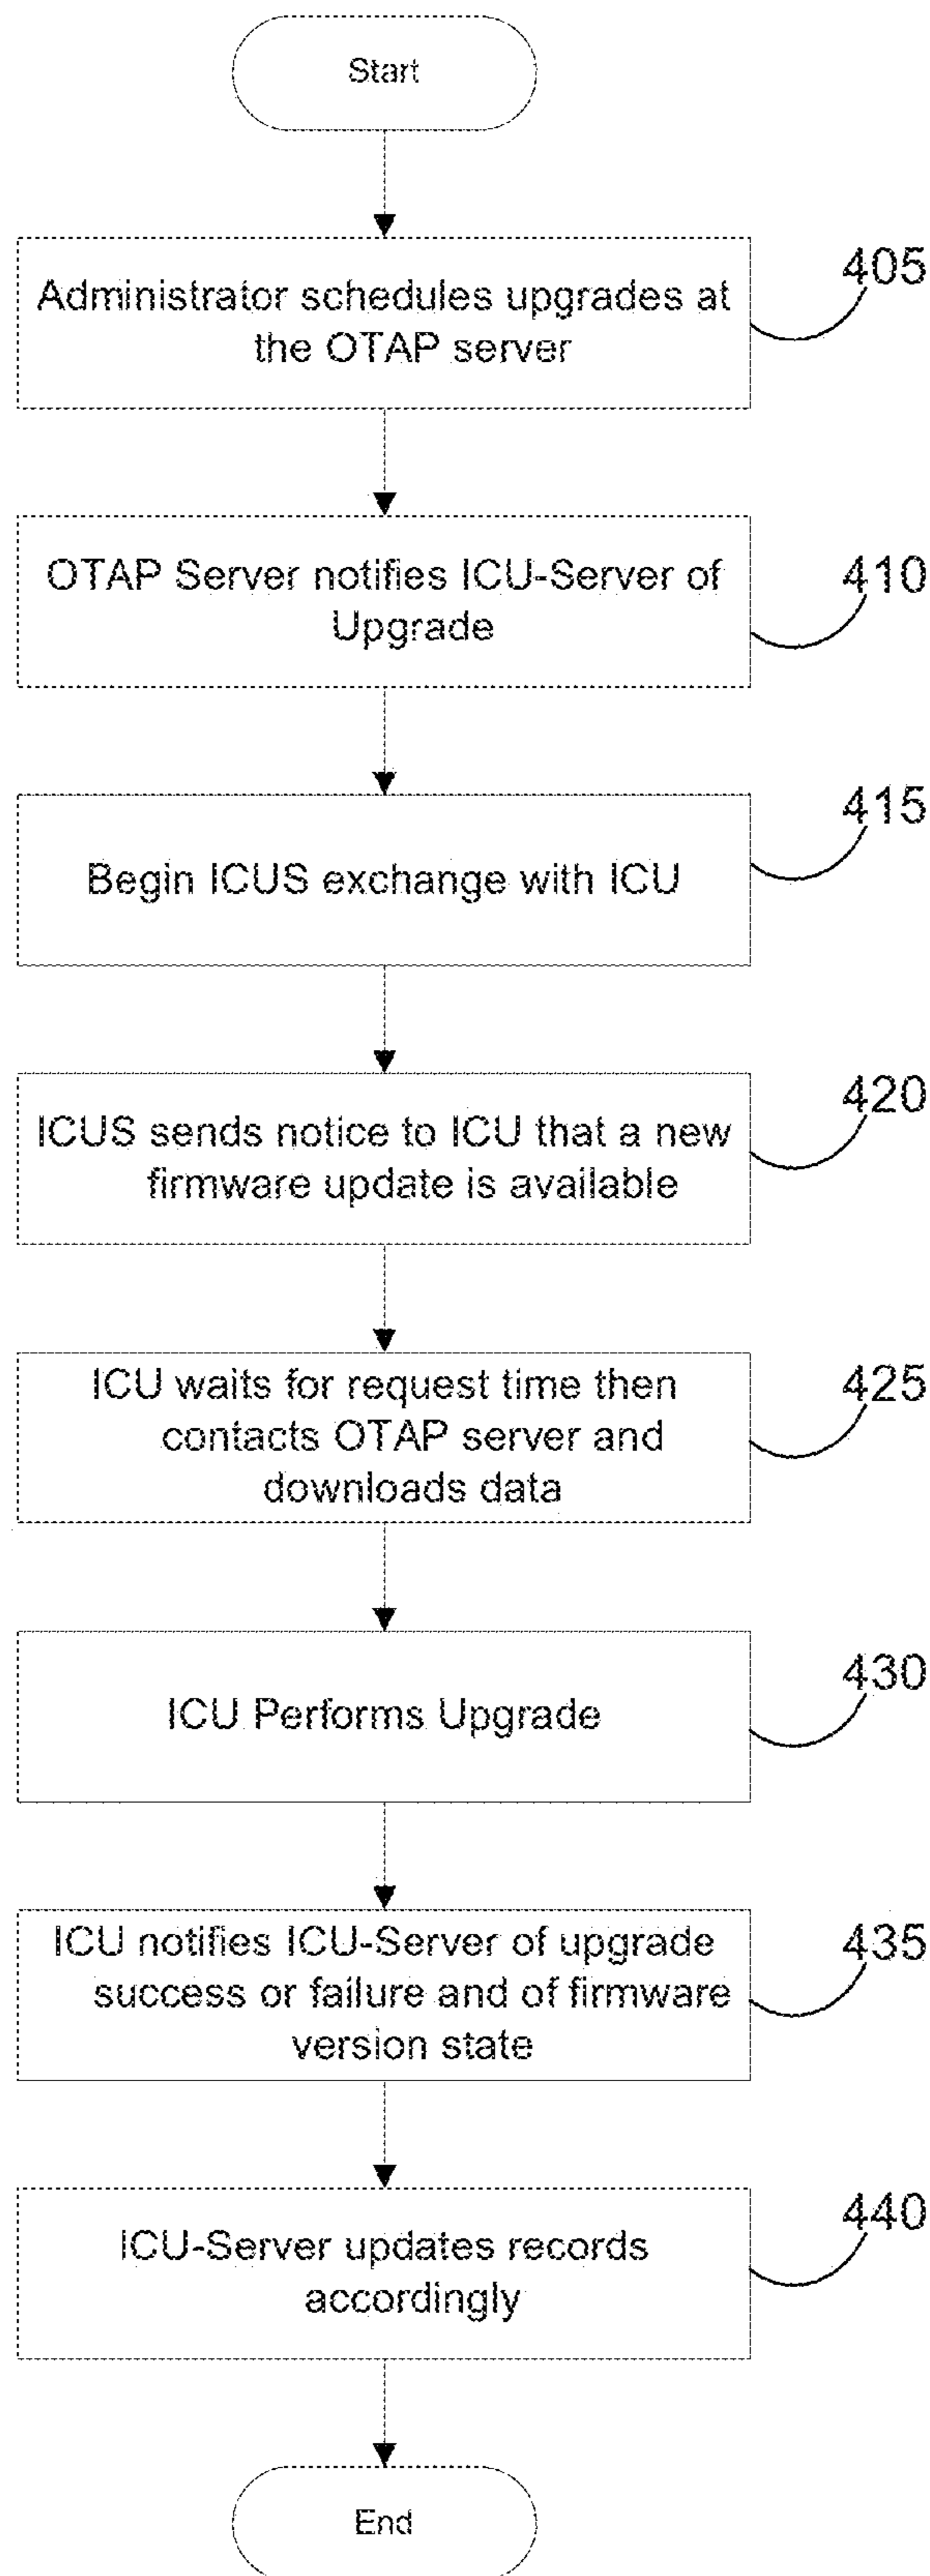 Start
Administrator schedules upgrades at
the OTAP server
405
OTAP Server notifies ICU-Server of
Upgrade
410
Begin ICUS exchange with ICU
415
ICUS sends notice to ICU that a new
firmware update is available
420
ICU waits for request time then
contacts OTAP server and
downloads data
425
ICU Performs Upgrade
430
ICU notifies ICU-Server of upgrade
success or failure and of firmware
version state
435
ICU-Server updates records
accordingly
440
End